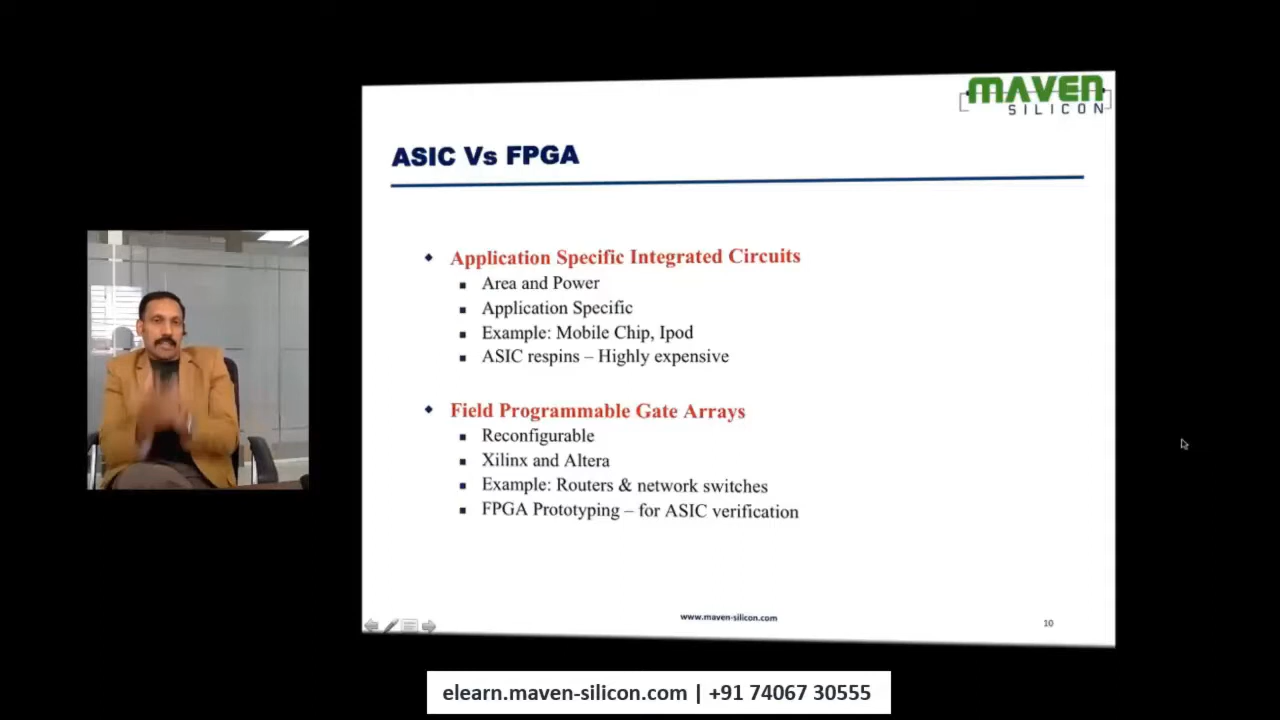 MAVEN
SILICON
ASIC Vs FPGA
Application Specific Integrated Circuits
Area and Power
Application Specific
Example: Mobile Chip, Ipod
ASIC respins – Highly expensive
Field Programmable Gate Arrays
Reconfigurable
Xilinx and Altera
Example: Routers & network switches
FPGA Prototyping – for ASIC verification
www.maven-silicon.com
10
elearn.maven-silicon.com | +91 74067 30555